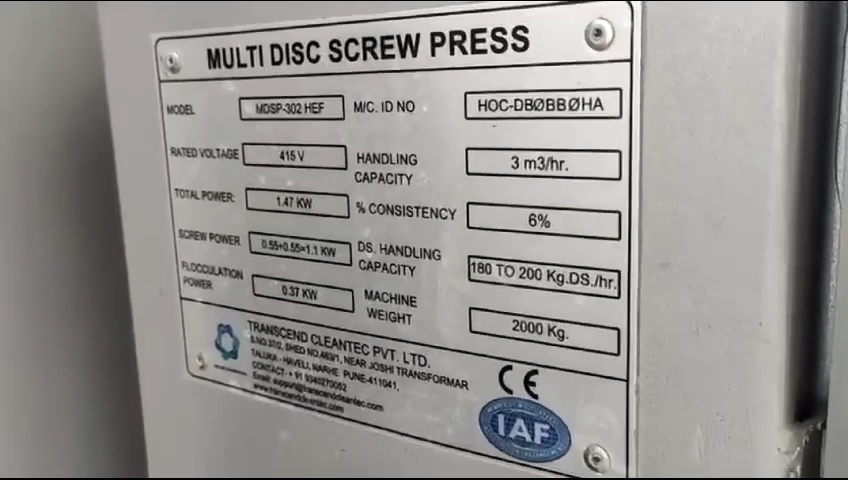 MULTI DISC SCREW PRESS
MODEL MDSP-302 HEF M/C. ID NO HOC-DBØBBØHA
RATED VOLTAGE 415 V HANDLING CAPACITY 3 m3/hr.
TOTAL POWER: 1.47 KW % CONSISTENCY 6%
SCREW POWER 0.55+0.55=1.1 KW DS. HANDLING CAPACITY 180 TO 200 Kg.DS./hr.
FLOCCULATION POWER 0.37 KW MACHINE WEIGHT 2000 Kg.
TRANSCEND CLEANTEC PVT. LTD.
S.NO.37/2, SHED NO.463/1, NEAR JOSHI TRANSFORMAR
TALUKA - HAVELI, NARHE PUNE-411041,
CONTACT- + 91 9340270052
Email: support@transcendcleantec.com
www.transcendcleantec.com
CE
IAF